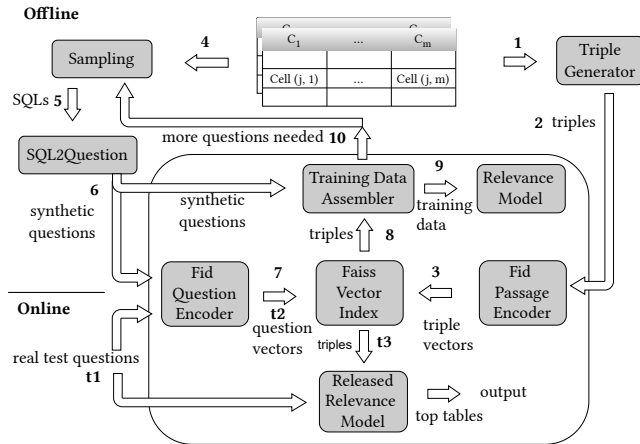 Offline
C
C
C1 ... Cm
Cell (j, 1) ... Cell (j, m)
4
1
Sampling
Triple
Generator
SQLs 5
2 triples
more questions needed 10
SQL2Question
6
synthetic
questions
synthetic
questions
Training Data
Assembler
9
training
data
Relevance
Model
triples 8
Fid
Question
Encoder
7
t2
question
vectors
Faiss
Vector
Index
3
triple
vectors
Fid
Passage
Encoder
Online
real test questions
t1
triples t3
Released
Relevance
Model
top tables
output